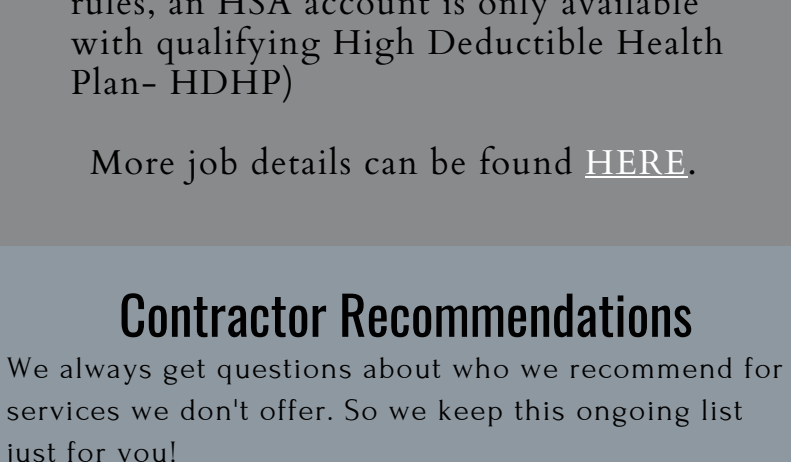 rules, an HSA account is only available
with qualifying High Deductible Health
Plan- HDHP)
More job details can be found HERE.
Contractor Recommendations
We always get questions about who we recommend for
services we don't offer. So we keep this ongoing list
just for you!